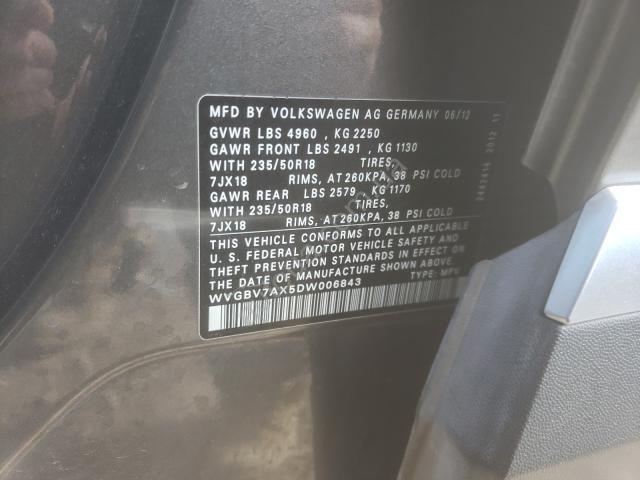 MFD BY VOLKSWAGEN AG GERMANY 06/12
GVWR LBS 4960 , KG 2250
GAWR FRONT LBS 2491 , KG 1130
WITH 235/50R18 TIRES,
7JX18 RIMS, AT 260KPA, 38 PSI COLD
GAWR REAR LBS 2579 , KG 1170
WITH 235/50R18 TIRES,
7JX18 RIMS, AT 260KPA, 38 PSI COLD
THIS VEHICLE CONFORMS TO ALL APPLICABLE
U. S. FEDERAL MOTOR VEHICLE SAFETY AND
THEFT PREVENTION STANDARDS IN EFFECT ON
THE DATE OF MANUFACTURE SHOWN ABOVE.
WVGBV7AX5DW006843 TYPE: MPV
2442414 2012 11